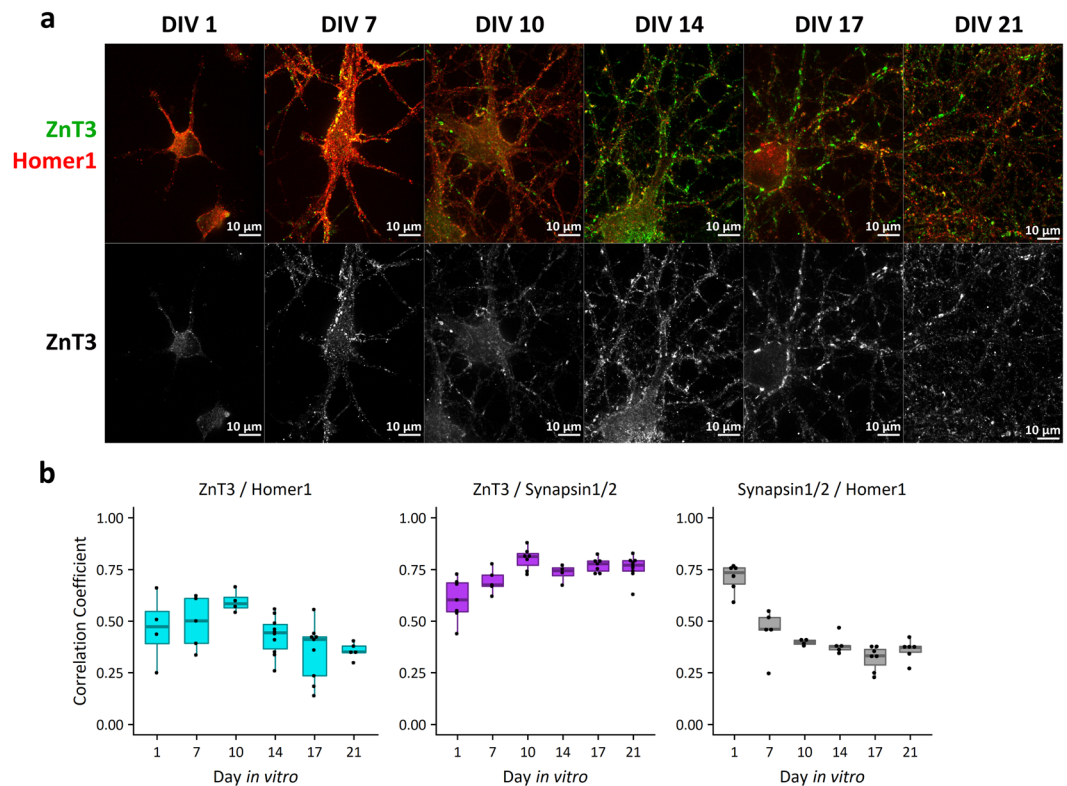 a
DIV 1 DIV 7 DIV 10 DIV 14 DIV 17 DIV 21
ZnT3
Homer1
10 µm 10 µm 10 µm 10 µm 10 µm 10 µm
ZnT3
10 µm 10 µm 10 µm 10 µm 10 µm 10 µm
b
ZnT3 / Homer1 ZnT3 / Synapsin1/2 Synapsin1/2 / Homer1
Correlation Coefficient
1.00 1.00 1.00
0.75 0.75 0.75
0.50 0.50 0.50
0.25 0.25 0.25
0.00 0.00 0.00
1 7 10 14 17 21 1 7 10 14 17 21 1 7 10 14 17 21
Day in vitro Day in vitro Day in vitro